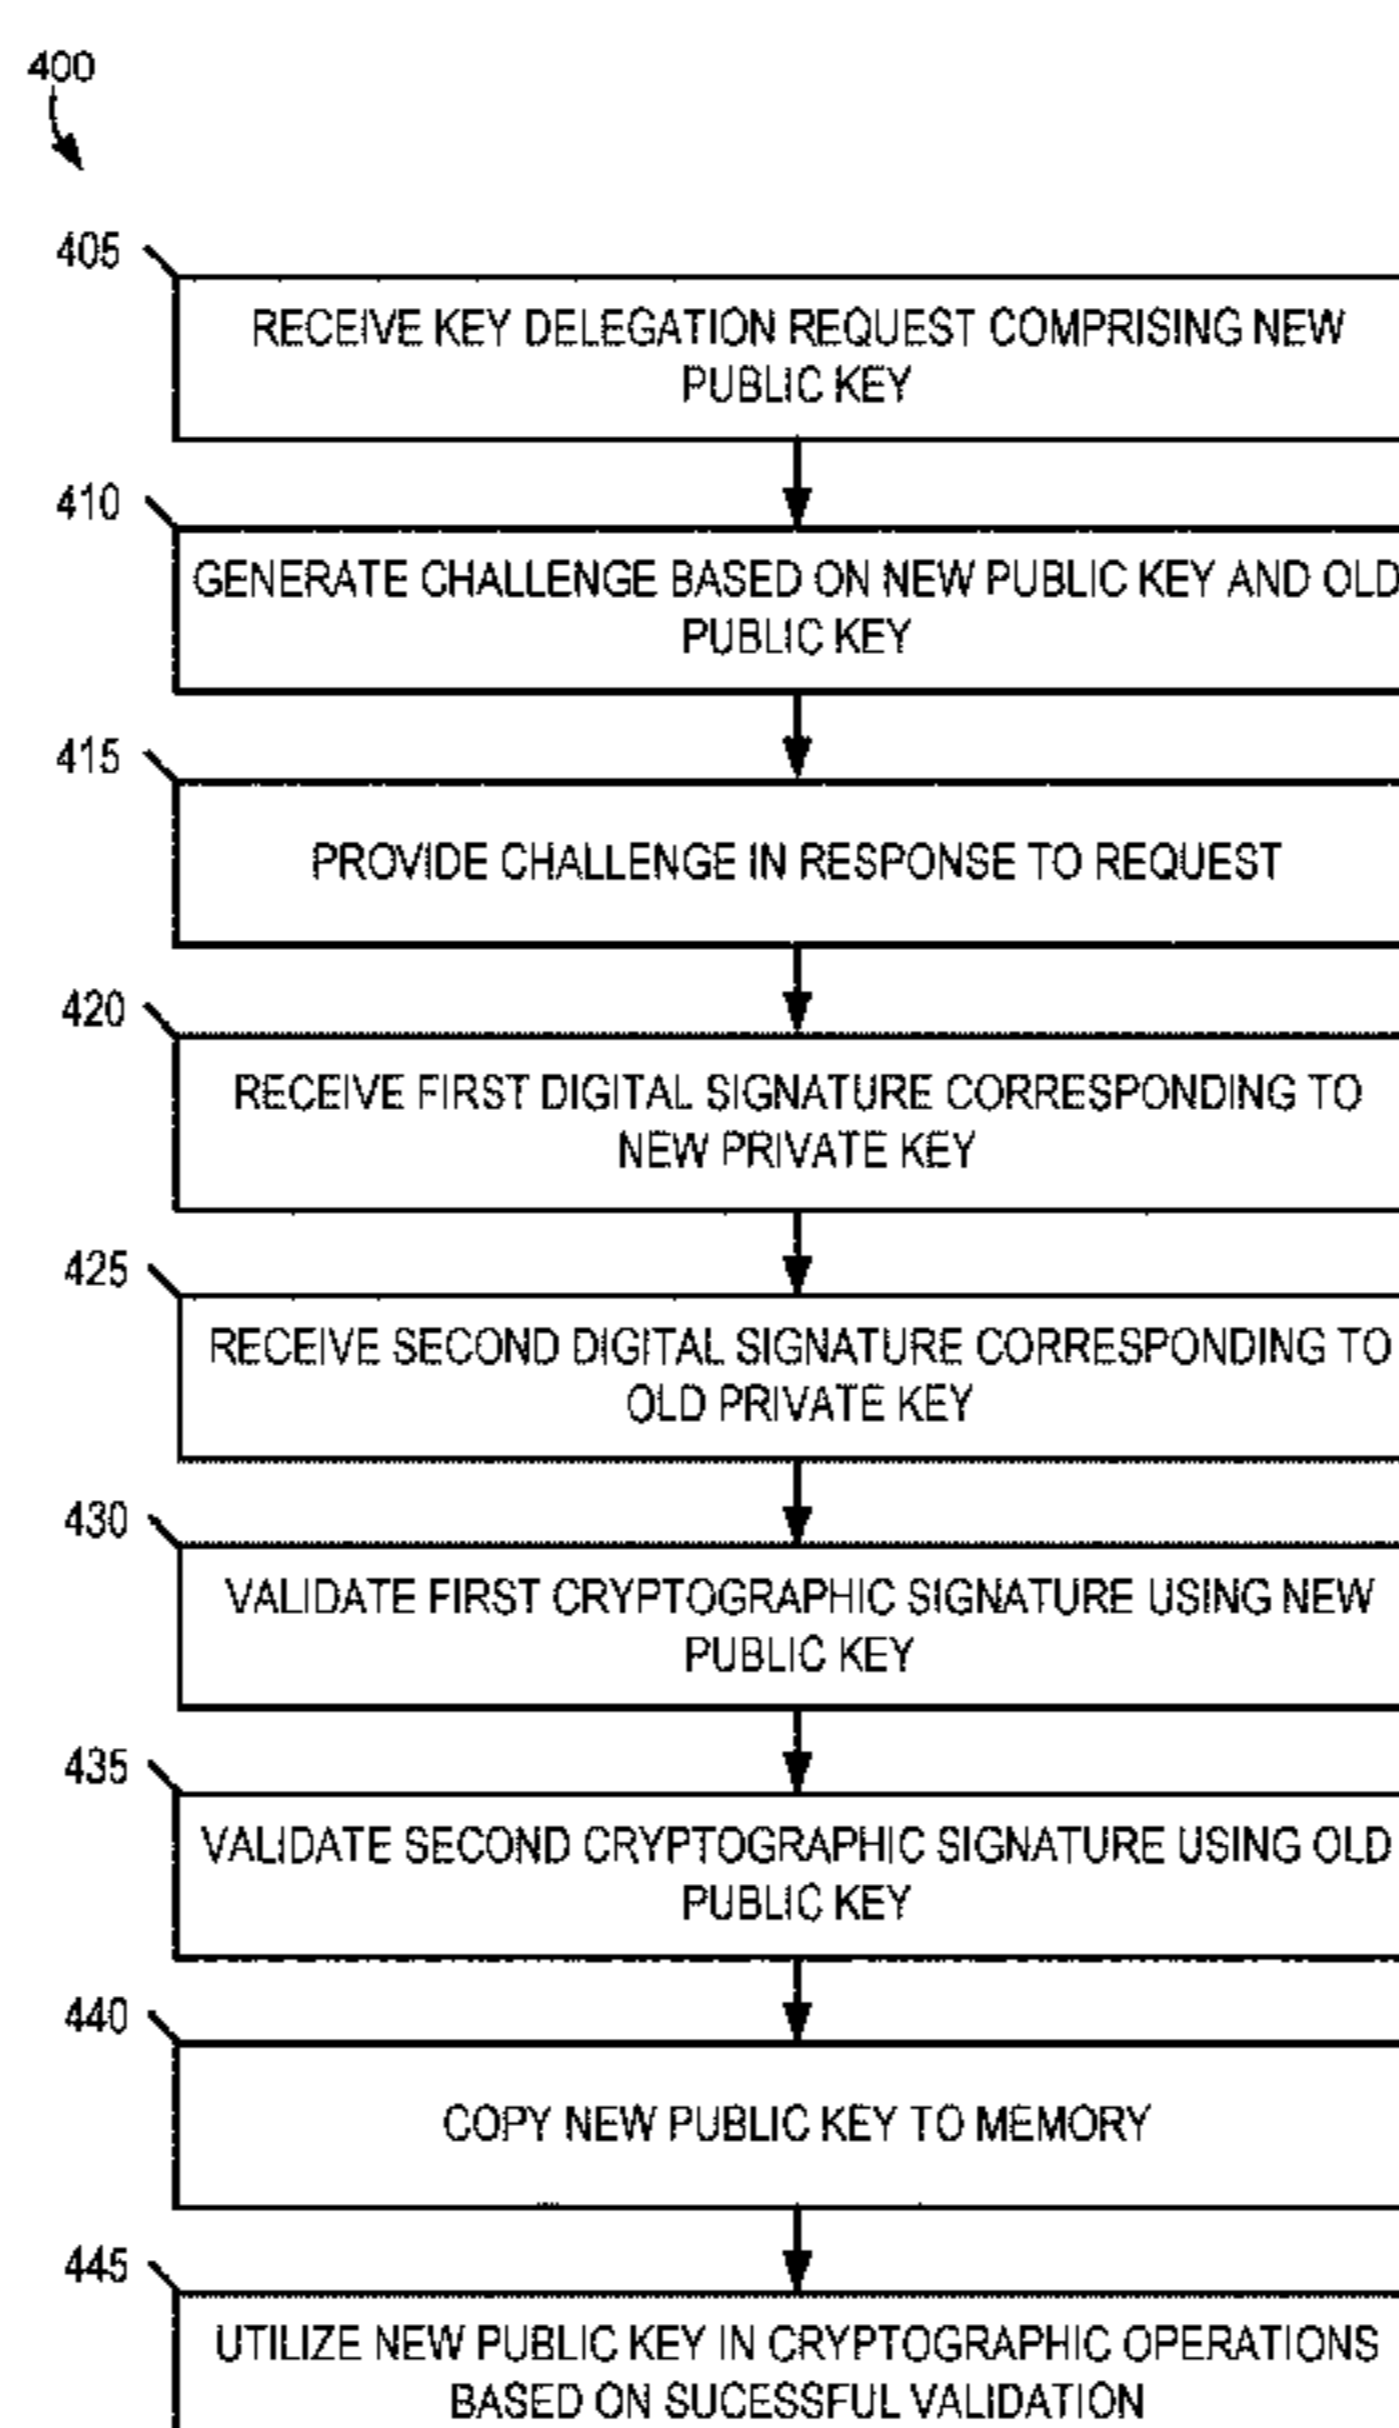 400
405
RECEIVE KEY DELEGATION REQUEST COMPRISING NEW
PUBLIC KEY
410
GENERATE CHALLENGE BASED ON NEW PUBLIC KEY AND OLD
PUBLIC KEY
415
PROVIDE CHALLENGE IN RESPONSE TO REQUEST
420
RECEIVE FIRST DIGITAL SIGNATURE CORRESPONDING TO
NEW PRIVATE KEY
425
RECEIVE SECOND DIGITAL SIGNATURE CORRESPONDING TO
OLD PRIVATE KEY
430
VALIDATE FIRST CRYPTOGRAPHIC SIGNATURE USING NEW
PUBLIC KEY
435
VALIDATE SECOND CRYPTOGRAPHIC SIGNATURE USING OLD
PUBLIC KEY
440
COPY NEW PUBLIC KEY TO MEMORY
445
UTILIZE NEW PUBLIC KEY IN CRYPTOGRAPHIC OPERATIONS
BASED ON SUCESSFUL VALIDATION